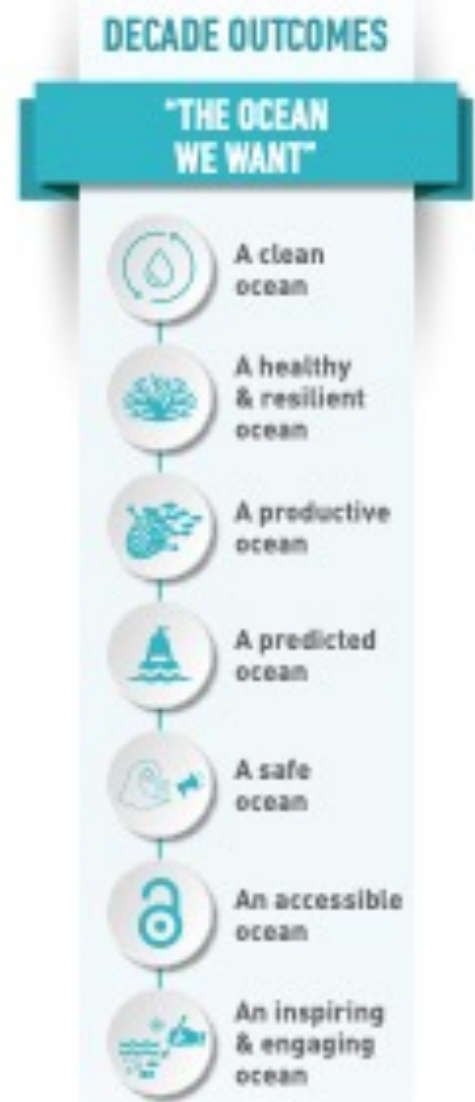 DECADE OUTCOMES
"THE OCEAN
WE WANT"
A clean
ocean
A healthy
& resilient
ocean
A productive
ocean
A predicted
ocean
A safe
ocean
An accessible
ocean
An inspiring
& engaging
ocean